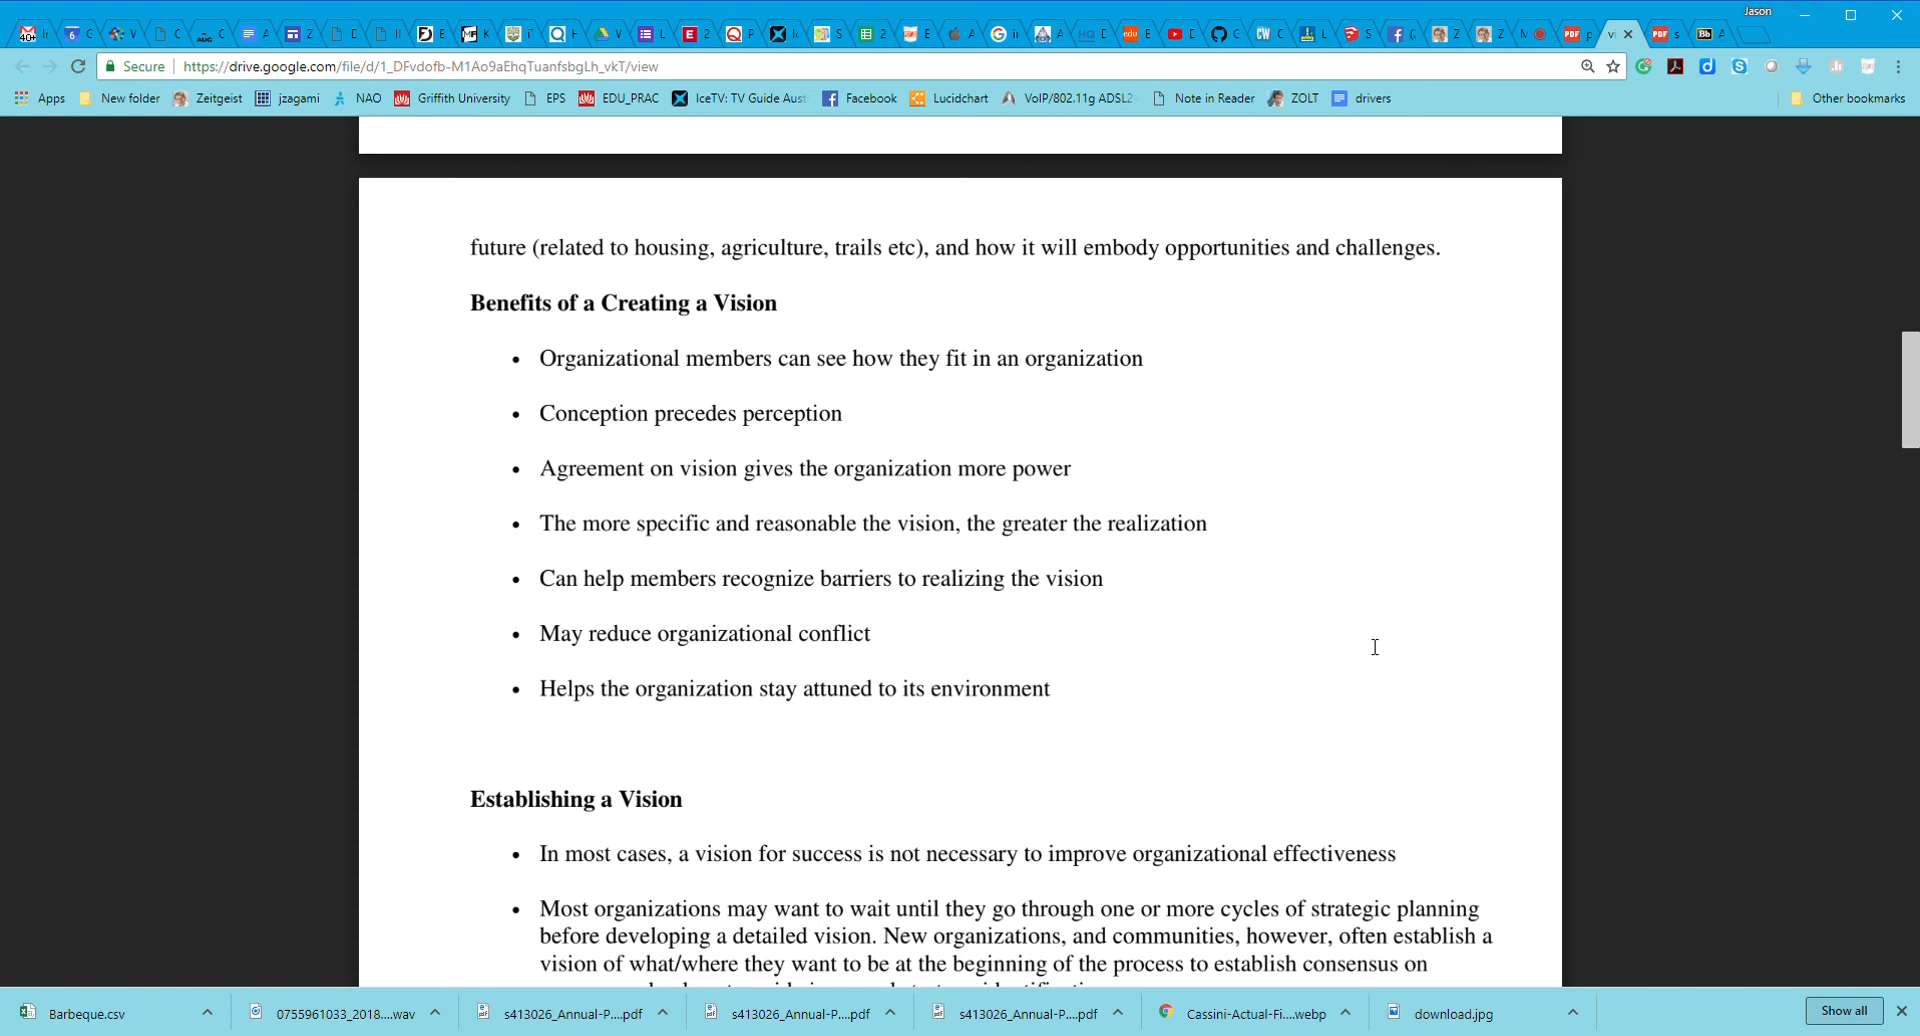 Jason
Secure https://drive.google.com/file/d/1_DFvdofb-M1Ao9aEhqTuanfsbgLh_vkT/view
Apps New folder Zeitgeist jzagami NAO Griffith University EPS EDU_PRAC IceTV: TV Guide Aust Facebook Lucidchart VoIP/802.11g ADSL2 Note in Reader ZOLT drivers Other bookmarks
future (related to housing, agriculture, trails etc), and how it will embody opportunities and challenges.
Benefits of a Creating a Vision
• Organizational members can see how they fit in an organization
• Conception precedes perception
• Agreement on vision gives the organization more power
• The more specific and reasonable the vision, the greater the realization
• Can help members recognize barriers to realizing the vision
• May reduce organizational conflict
• Helps the organization stay attuned to its environment
Establishing a Vision
• In most cases, a vision for success is not necessary to improve organizational effectiveness
• Most organizations may want to wait until they go through one or more cycles of strategic planning
before developing a detailed vision. New organizations, and communities, however, often establish a
vision of what/where they want to be at the beginning of the process to establish consensus on
Barbeque.csv 0755961033_2018....wav s413026_Annual-P....pdf s413026_Annual-P....pdf s413026_Annual-P....pdf Cassini-Actual-Fi....webp download.jpg Show all